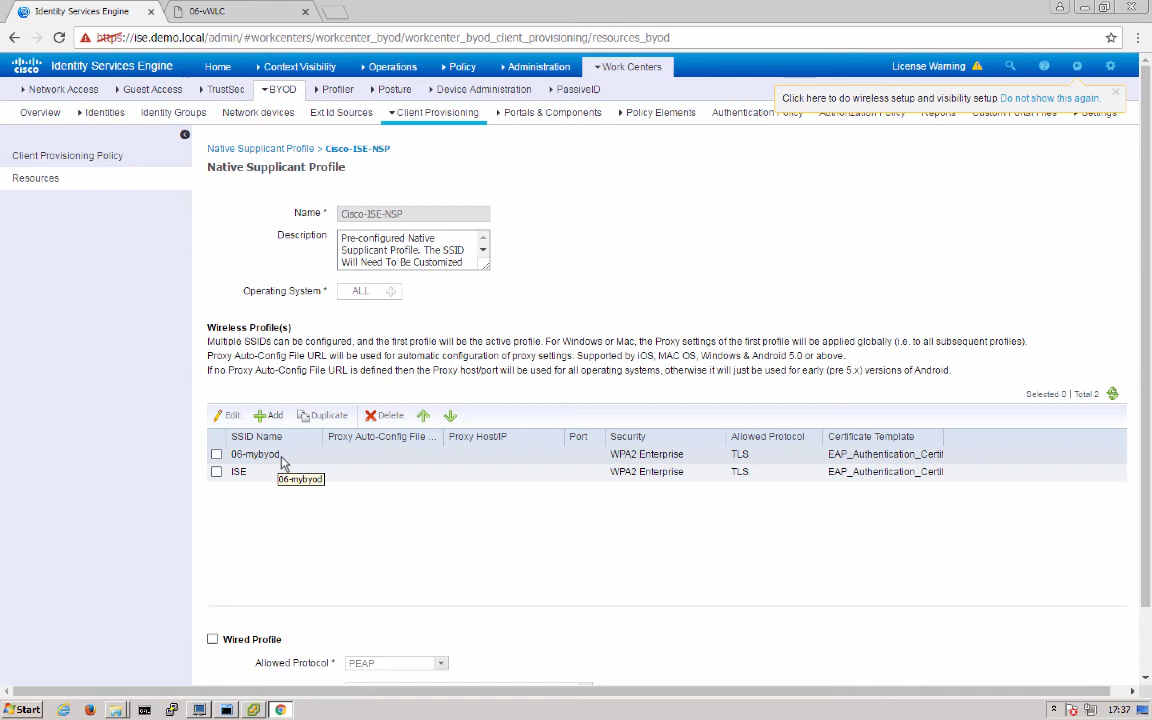 Identity Services Engine
06-vWLC
https://ise.demo.local/admin/#workcenters/workcenter_byod/workcenter_byod_client_provisioning/resources_byod
cisco Identity Services Engine Home Context Visibility Operations Policy Administration Work Centers License Warning
Network Access Guest Access TrustSec BYOD Profiler Posture Device Administration PassiveID
Click here to do wireless setup and visibility setup Do not show this again.
Overview Identities Identity Groups Network devices Ext Id Sources Client Provisioning Portals & Components Policy Elements Authentication Policy Authorization Policy Reports Custom Portal Files Settings
Client Provisioning Policy
Resources
Native Supplicant Profile > Cisco-ISE-NSP
Native Supplicant Profile
Name * Cisco-ISE-NSP
Description Pre-configured Native
Supplicant Profile. The SSID
Will Need To Be Customized
Operating System * ALL
Wireless Profile(s)
Multiple SSIDs can be configured, and the first profile will be the active profile. For Windows or Mac, the Proxy settings of the first profile will be applied globally (i.e. to all subsequent profiles).
Proxy Auto-Config File URL will be used for automatic configuration of proxy settings. Supported by iOS, MAC OS, Windows & Android 5.0 or above.
If no Proxy Auto-Config File URL is defined then the Proxy host/port will be used for all operating systems, otherwise it will just be used for early (pre 5.x) versions of Android.
Selected 0 | Total 2
Edit Add Duplicate Delete
SSID Name Proxy Auto-Config File ... Proxy Host/IP Port Security Allowed Protocol Certificate Template
06-mybyod WPA2 Enterprise TLS EAP_Authentication_Certif
ISE WPA2 Enterprise TLS EAP_Authentication_Certif
06-mybyod
Wired Profile
Allowed Protocol * PEAP
Start 17:37